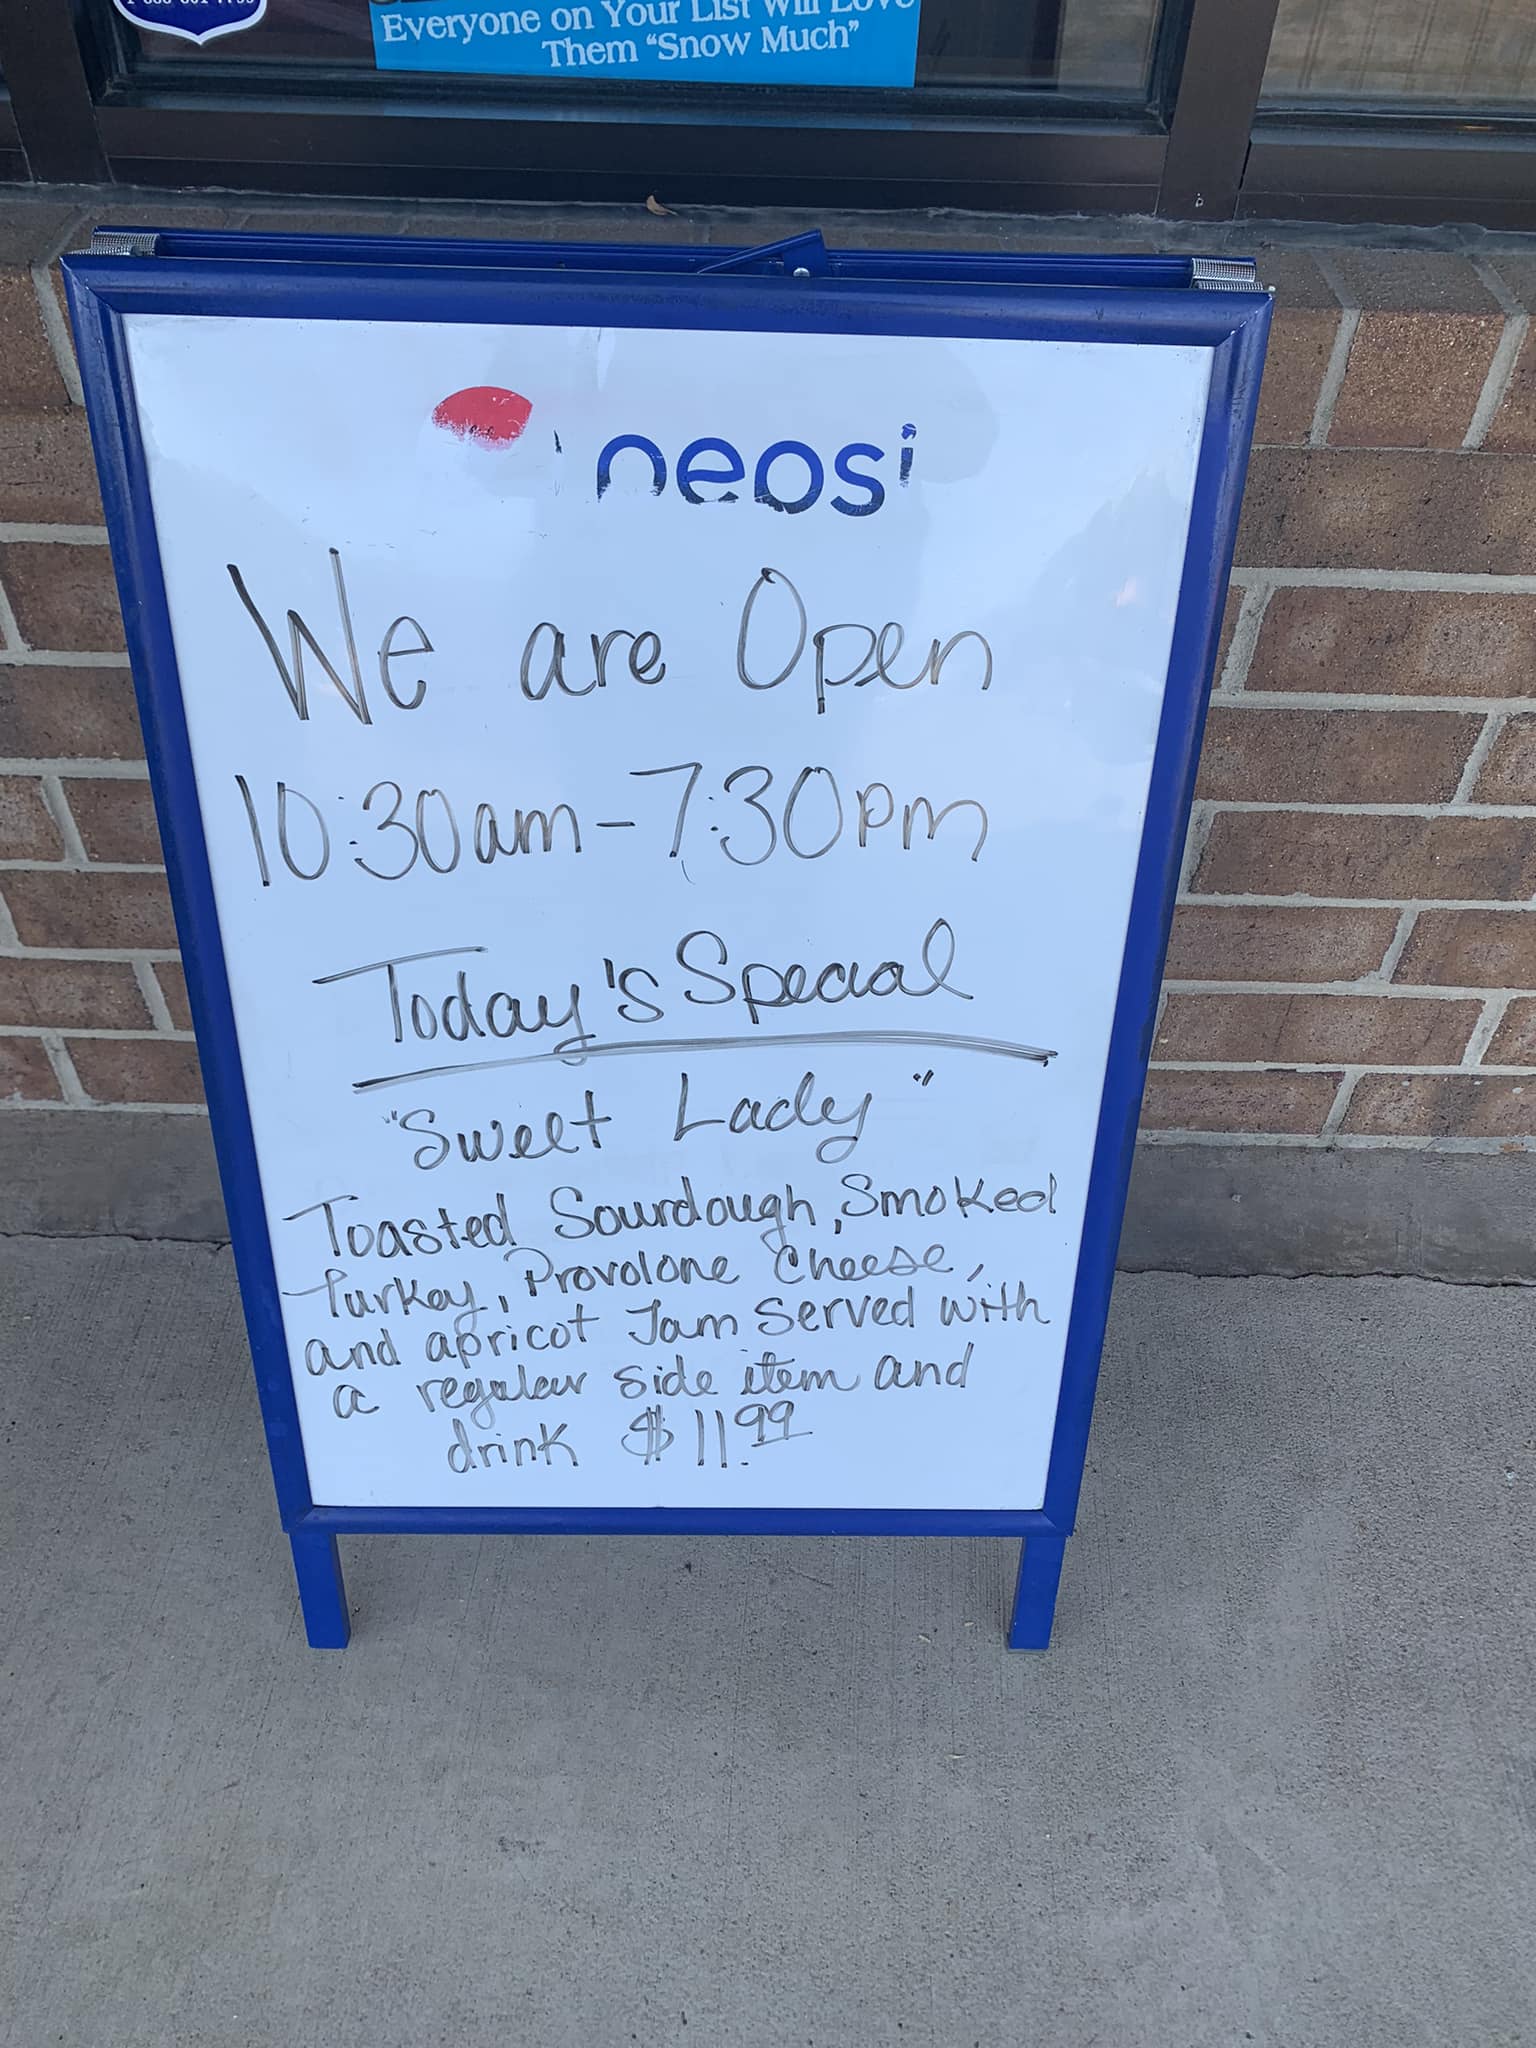 Everyone on Your List Will Love
Them "Snow Much"
pepsi
We are Open
10:30am-7:30pm
Today's Special
"Sweet Lady"
Toasted Sourdough, Smoked
Turkey, Provolone Cheese,
and apricot Jam Served with
a regular side item and
drink $11.99